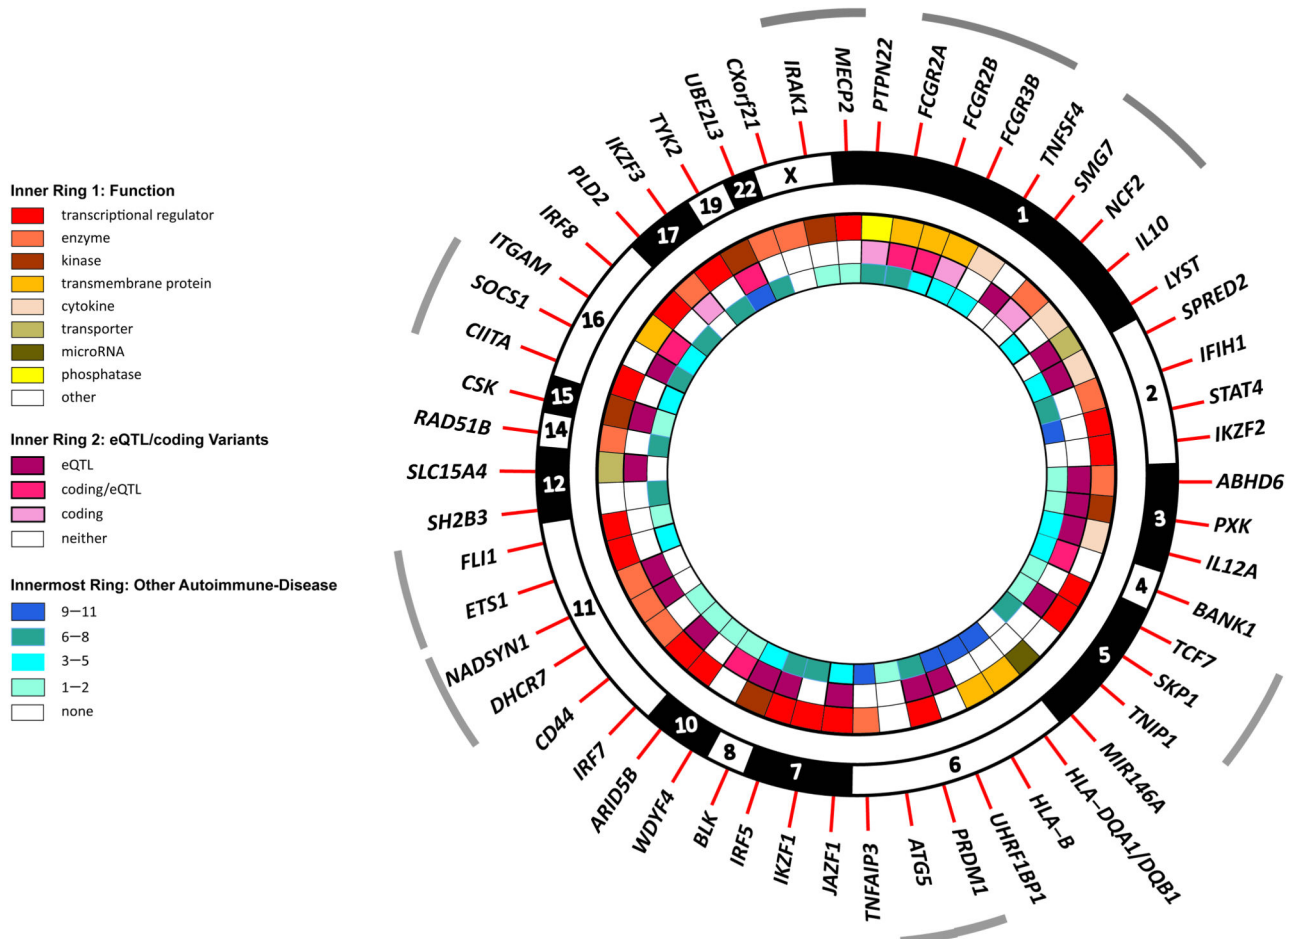 Inner Ring 1: Function
transcriptional regulator
enzyme
kinase
transmembrane protein
cytokine
transporter
microRNA
phosphatase
other
Inner Ring 2: eQTL/coding Variants
eQTL
coding/eQTL
coding
neither
Innermost Ring: Other Autoimmune-Disease
9–11
6–8
3–5
1–2
none
PTPN22
FCGR2A
FCGR2B
FCGR3B
TNFSF4
SMG7
NCF2
IL10
LYST
SPRED2
IFIH1
STAT4
IKZF2
ABHD6
PXK
IL12A
BANK1
TCF7
SKP1
TNIP1
MIR146A
HLA–DQA1/DQB1
HLA–B
UHRF1BP1
PRDM1
ATG5
TNFAIP3
JAZF1
IKZF1
IRF5
BLK
WDYF4
ARID5B
IRF7
CD44
DHCR7
NADSYN1
ETS1
FLI1
SH2B3
SLC15A4
RAD51B
CSK
CIITA
SOCS1
ITGAM
IRF8
PLD2
IKZF3
TYK2
UBE2L3
CXorf21
IRAK1
MECP2
1
2
3
4
5
6
7
8
10
11
12
14
15
16
17
19
22
X